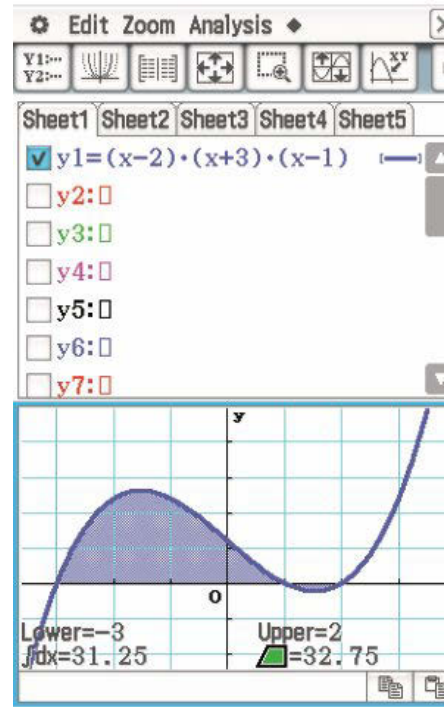 Edit Zoom Analysis ◆
Y1:··· Y2:··· XY
Sheet1 Sheet2 Sheet3 Sheet4 Sheet5
y1=(x−2)·(x+3)·(x−1)
y2:▯
y3:▯
y4:▯
y5:▯
y6:▯
y7:▯
y
0
Lower=−3 Upper=2
∫dx=31.25 =32.75